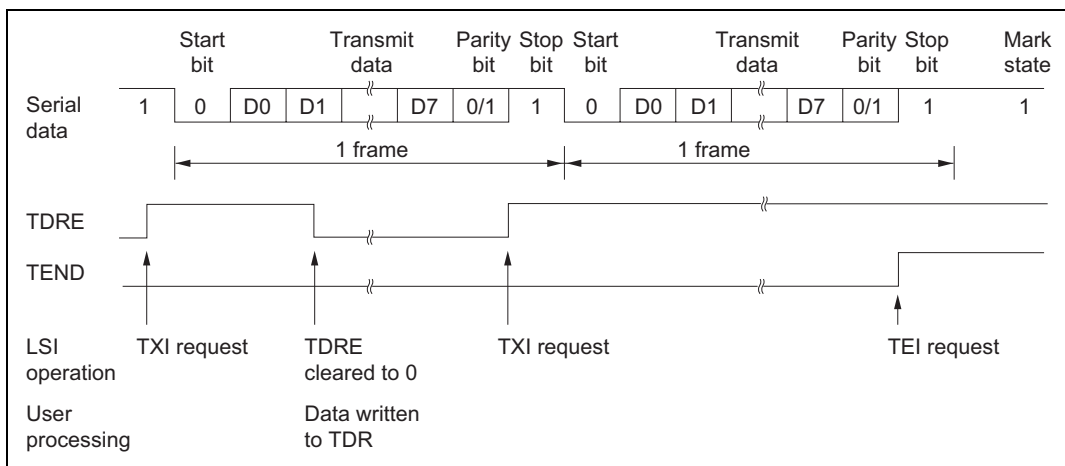 Start bit Transmit data Parity bit Stop bit Start bit Transmit data Parity bit Stop bit Mark state
Serial data 1 0 D0 D1 D7 0/1 1 0 D0 D1 D7 0/1 1 1
1 frame 1 frame
TDRE
TEND
LSI operation TXI request TDRE cleared to 0 TXI request TEI request
User processing Data written to TDR